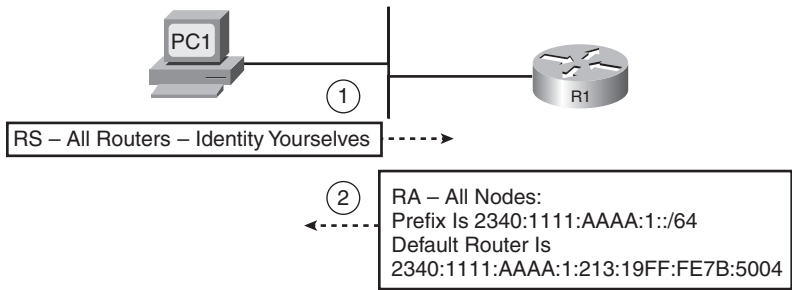 PC1
R1
1
RS – All Routers – Identity Yourselves
2
RA – All Nodes:
Prefix Is 2340:1111:AAAA:1::/64
Default Router Is
2340:1111:AAAA:1:213:19FF:FE7B:5004